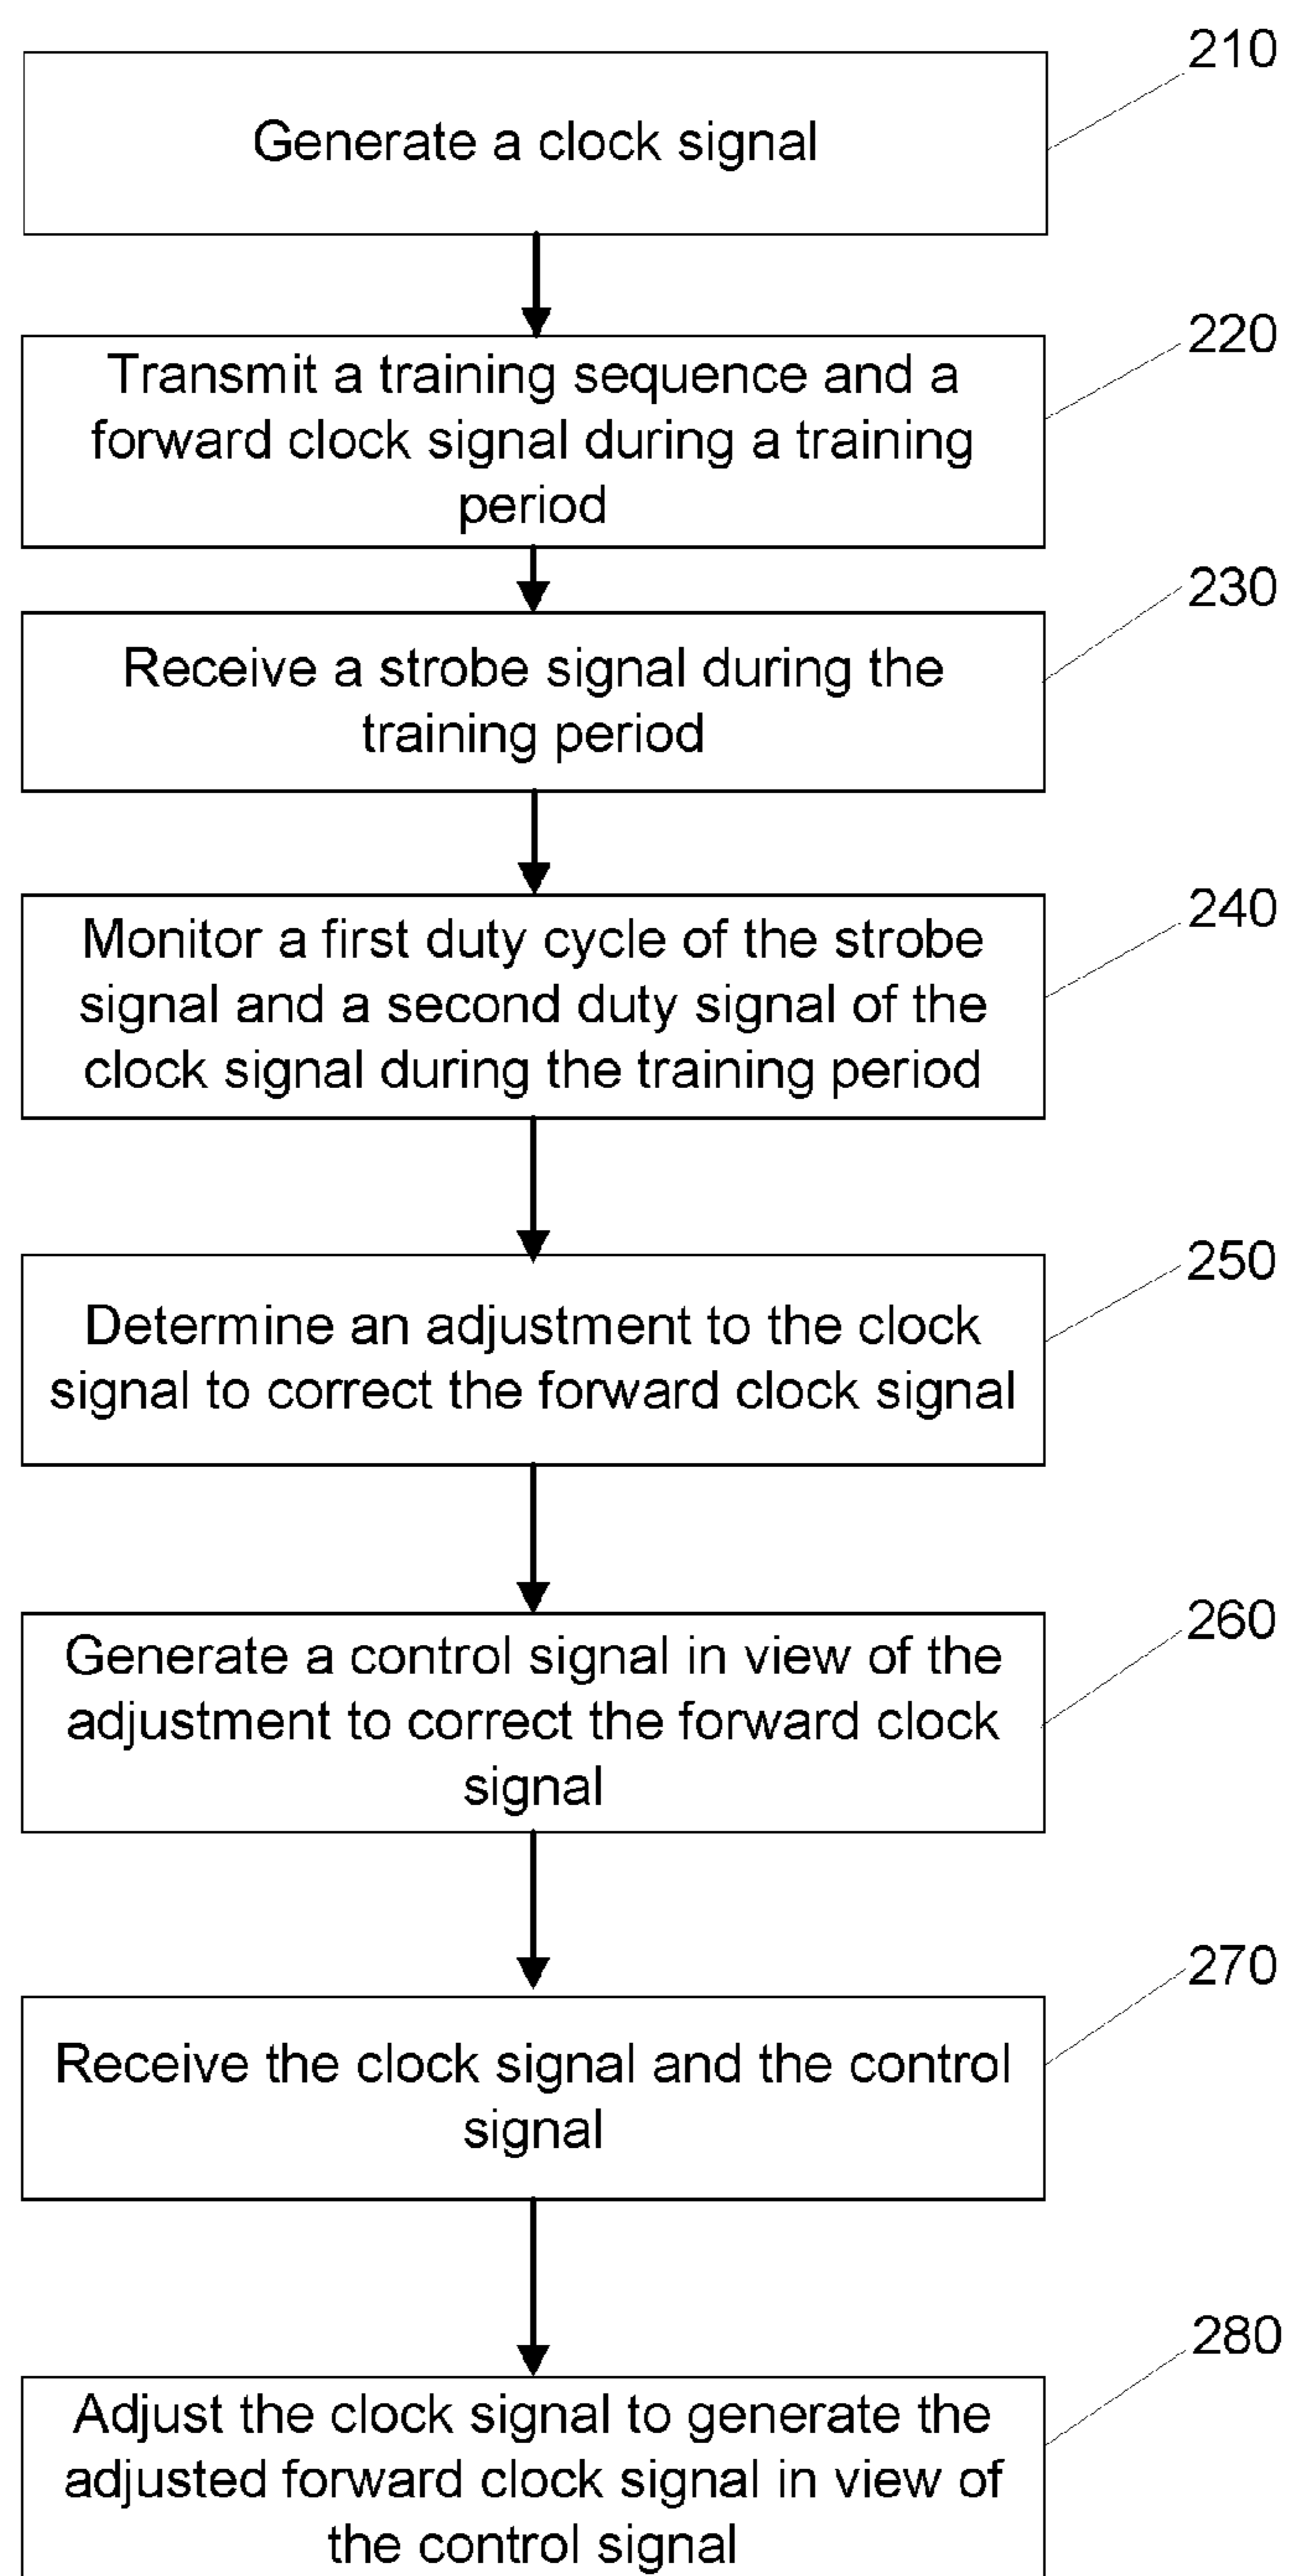 210
Generate a clock signal
220
Transmit a training sequence and a
forward clock signal during a training
period
230
Receive a strobe signal during the
training period
240
Monitor a first duty cycle of the strobe
signal and a second duty signal of the
clock signal during the training period
250
Determine an adjustment to the clock
signal to correct the forward clock signal
260
Generate a control signal in view of the
adjustment to correct the forward clock
signal
270
Receive the clock signal and the control
signal
280
Adjust the clock signal to generate the
adjusted forward clock signal in view of
the control signal